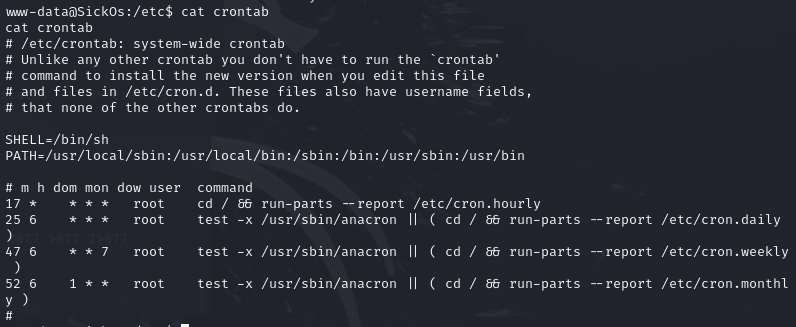 www-data@SickOs:/etc$ cat crontab
cat crontab
# /etc/crontab: system-wide crontab
# Unlike any other crontab you don't have to run the `crontab'
# command to install the new version when you edit this file
# and files in /etc/cron.d. These files also have username fields,
# that none of the other crontabs do.
SHELL=/bin/sh
PATH=/usr/local/sbin:/usr/local/bin:/sbin:/bin:/usr/sbin:/usr/bin
# m h dom mon dow user  command
17 *    * * *   root    cd / && run-parts --report /etc/cron.hourly
25 6    * * *   root    test -x /usr/sbin/anacron || ( cd / && run-parts --report /etc/cron.daily
)
47 6    * * 7   root    test -x /usr/sbin/anacron || ( cd / && run-parts --report /etc/cron.weekly
 )
52 6    1 * *   root    test -x /usr/sbin/anacron || ( cd / && run-parts --report /etc/cron.monthl
y )
#